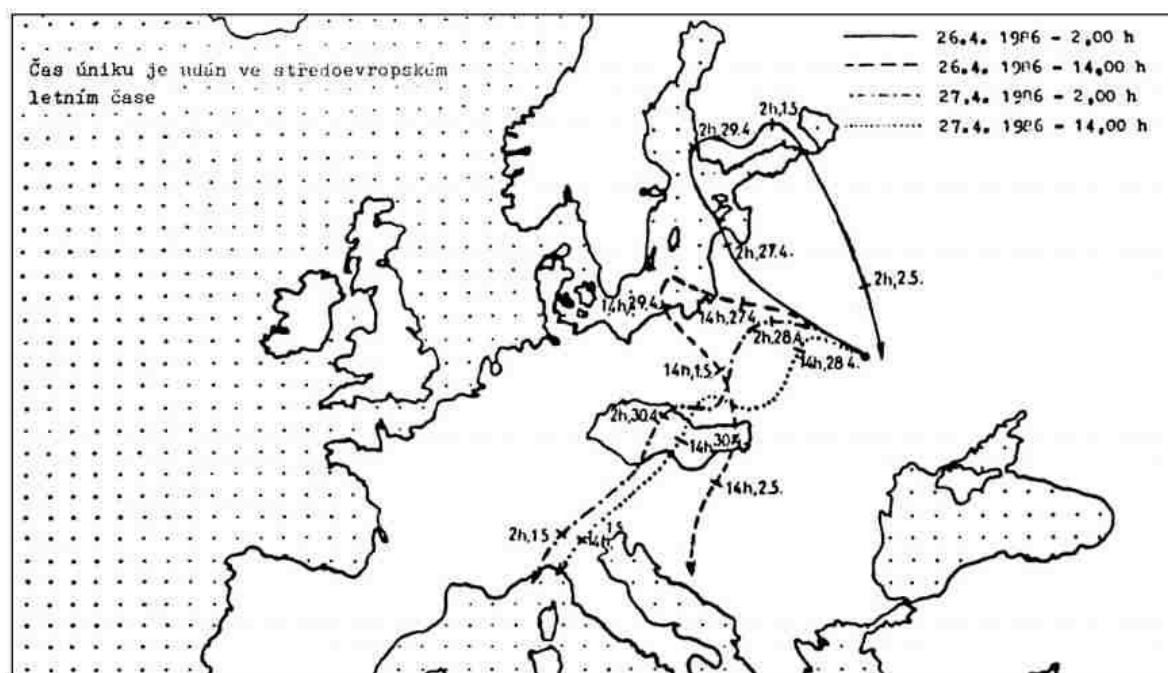 Čas úniku je udán ve středoevropském
letním čase
26.4. 1986 - 2,00 h
26.4. 1986 - 14,00 h
27.4. 1986 - 2,00 h
27.4. 1986 - 14,00 h
2h,1.5.
2h,29.4.
2h,27.4.
2h,2.5.
14h,29.4.
14h,27.4.
2h,28.4.
14h,28.4.
14h,1.5.
2h,30.4.
14h,30.4.
14h,2.5.
2h,1.5.
14h,1.5.